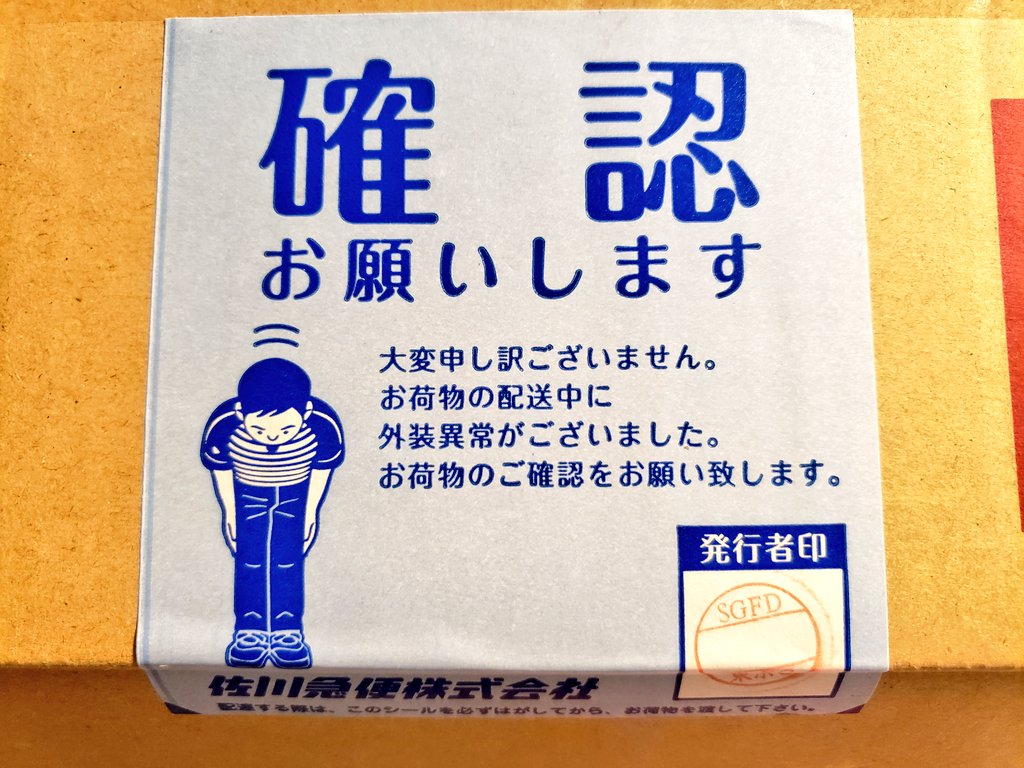 確認
お願いします
大変申し訳ございません。
お荷物の配送中に
外装異常がございました。
お荷物のご確認をお願い致します。
発行者印
SGFD
佐川急便株式会社
配達する際は、このシールを必ずはがしてから、お荷物を渡して下さい。